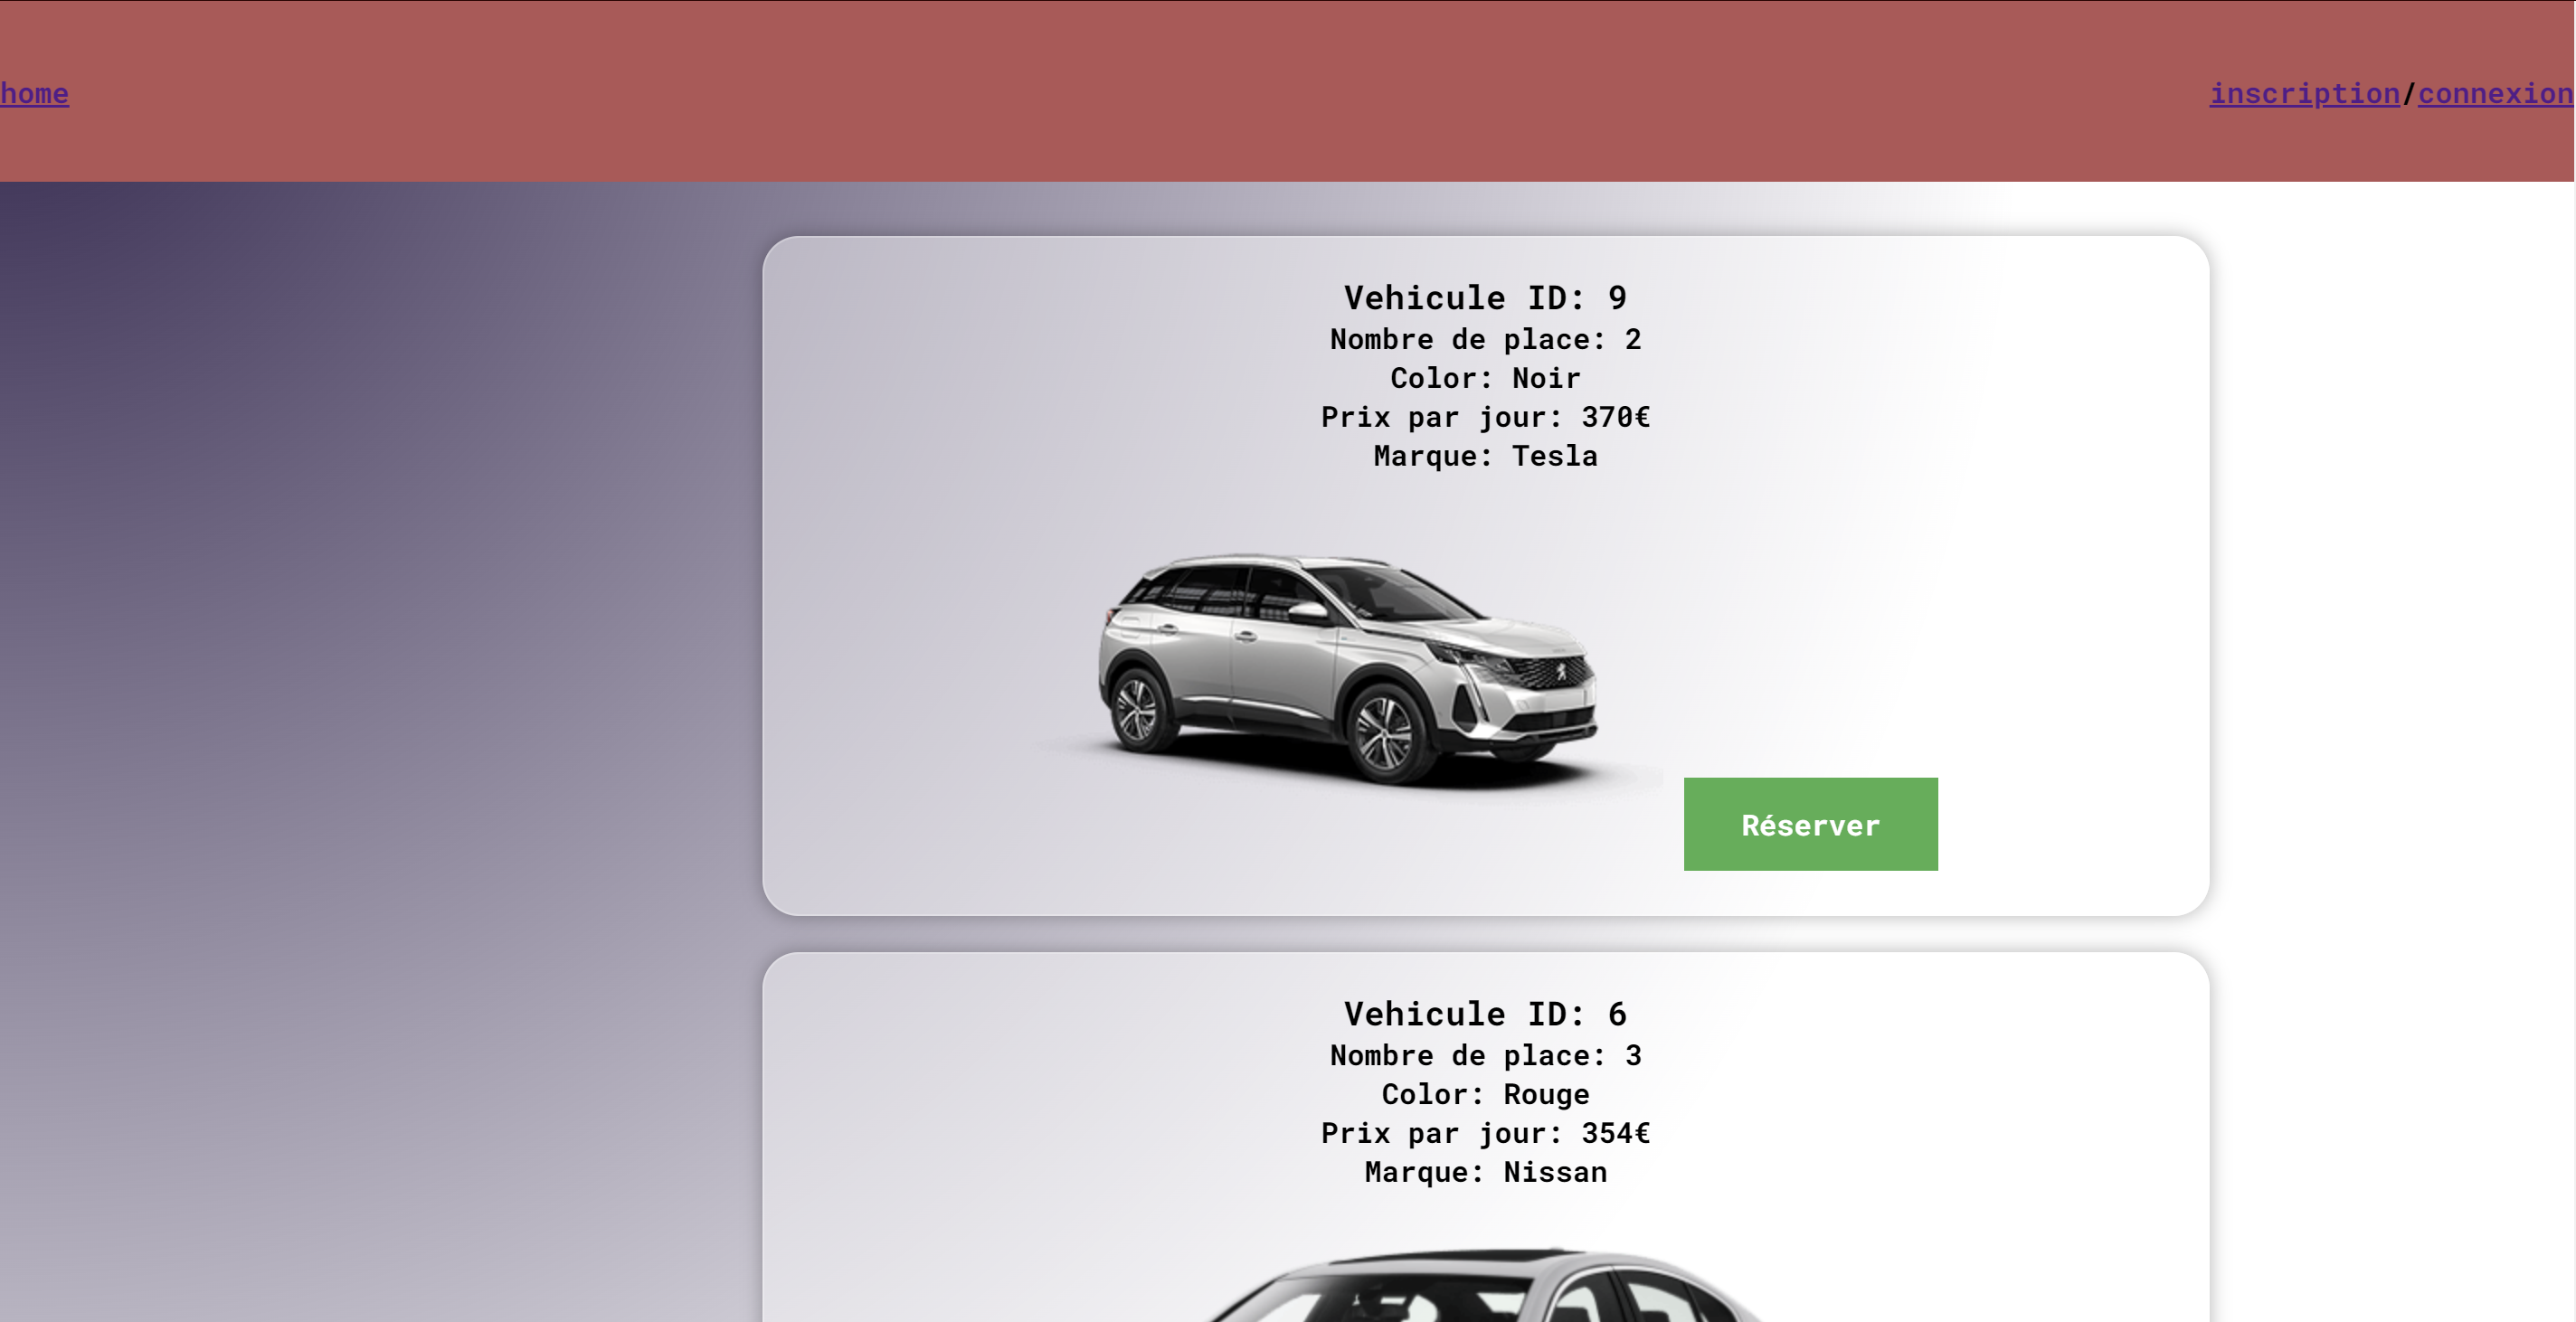 home
inscription/connexion
Vehicule ID: 9
Nombre de place: 2
Color: Noir
Prix par jour: 370€
Marque: Tesla
Réserver
Vehicule ID: 6
Nombre de place: 3
Color: Rouge
Prix par jour: 354€
Marque: Nissan